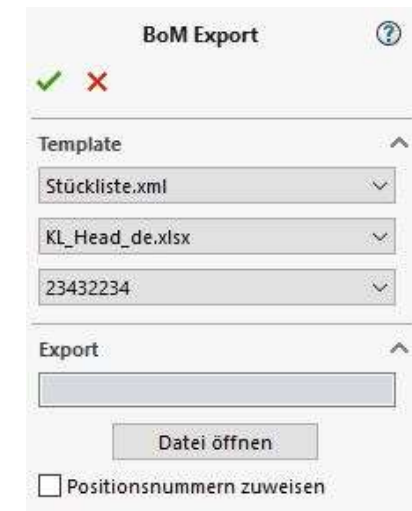 BoM Export
Template
Stückliste.xml
KL_Head_de.xlsx
23432234
Export
Datei öffnen
Positionsnummern zuweisen